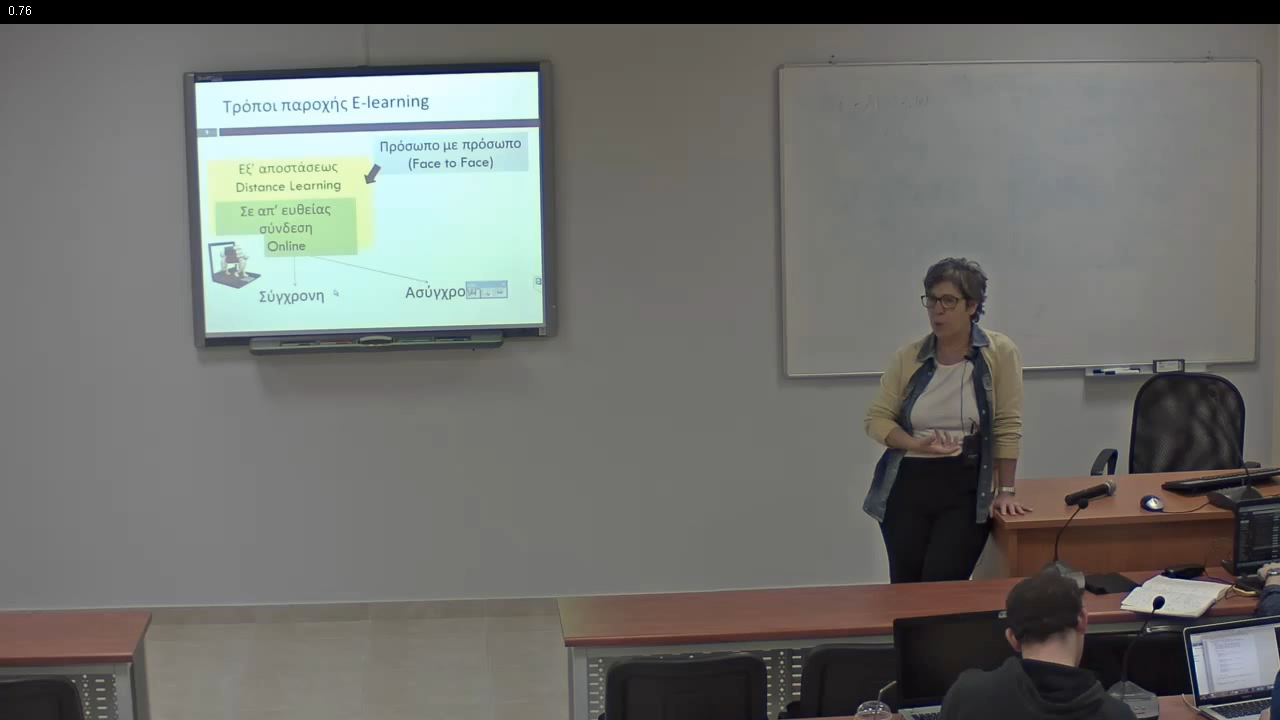 0.76
Τρόποι παροχής E-learning
Πρόσωπο με πρόσωπο
(Face to Face)
Εξ' αποστάσεως
Distance Learning
Σε απ' ευθείας
σύνδεση
Online
Σύγχρονη
Ασύγχρο